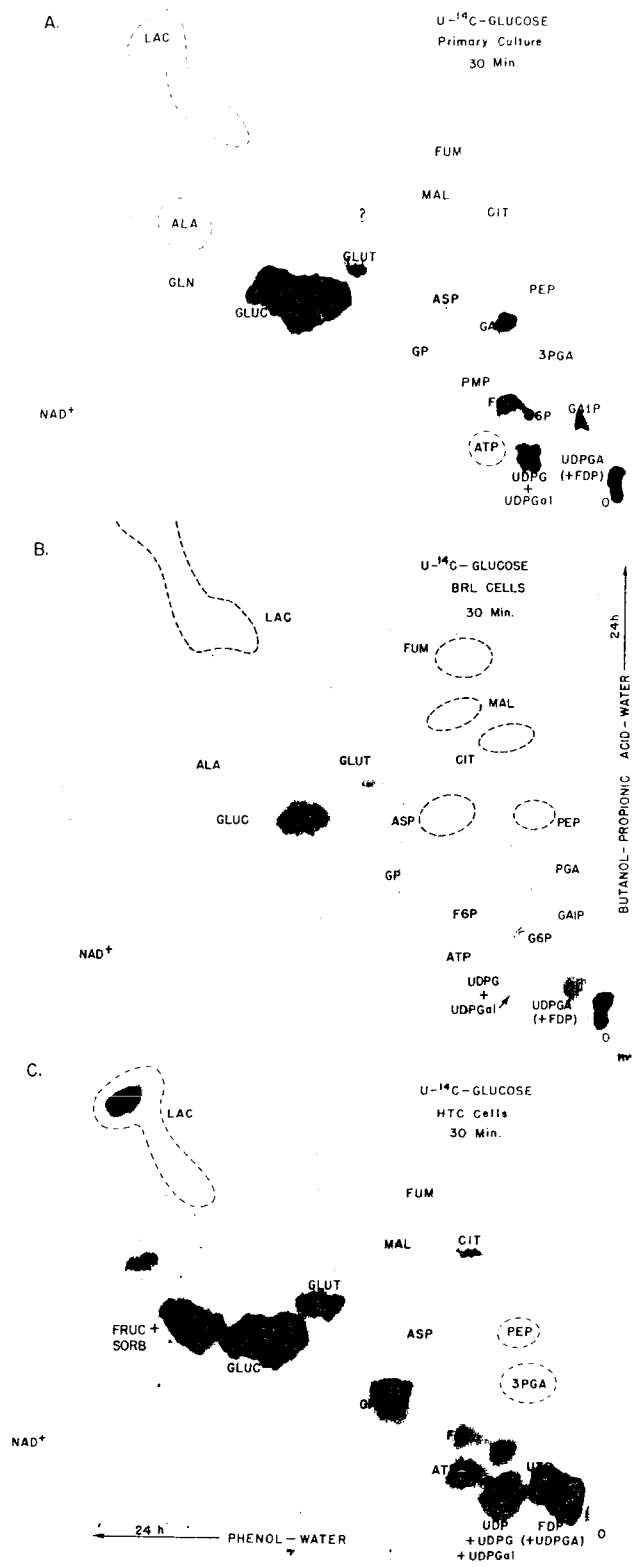 A.
U-¹⁴C-GLUCOSE
Primary Culture
30 Min.
LAC
FUM
MAL
CIT
?
ALA
GLUT
GLN
GLUC
ASP
PEP
GP
3PGA
PMP
6P
GA1P
NAD⁺
ATP
UDPG
+
UDPGal
UDPGA
(+FDP)
O
B.
U-¹⁴C-GLUCOSE
BRL CELLS
30 Min.
LAC
FUM
MAL
CIT
ALA
GLUT
GLUC
ASP
PEP
GP
PGA
F6P
GA1P
G6P
NAD⁺
ATP
UDPG
+
UDPGal
UDPGA
(+FDP)
O
BUTANOL-PROPIONIC ACID-WATER
24h
C.
U-¹⁴C-GLUCOSE
HTC Cells
30 Min.
LAC
FUM
MAL
CIT
GLUT
FRUC +
SORB
GLUC
ASP
PEP
3PGA
NAD⁺
UDP
+UDPG
+UDPGal
FDP
(+UDPGA)
O
24 h
PHENOL-WATER